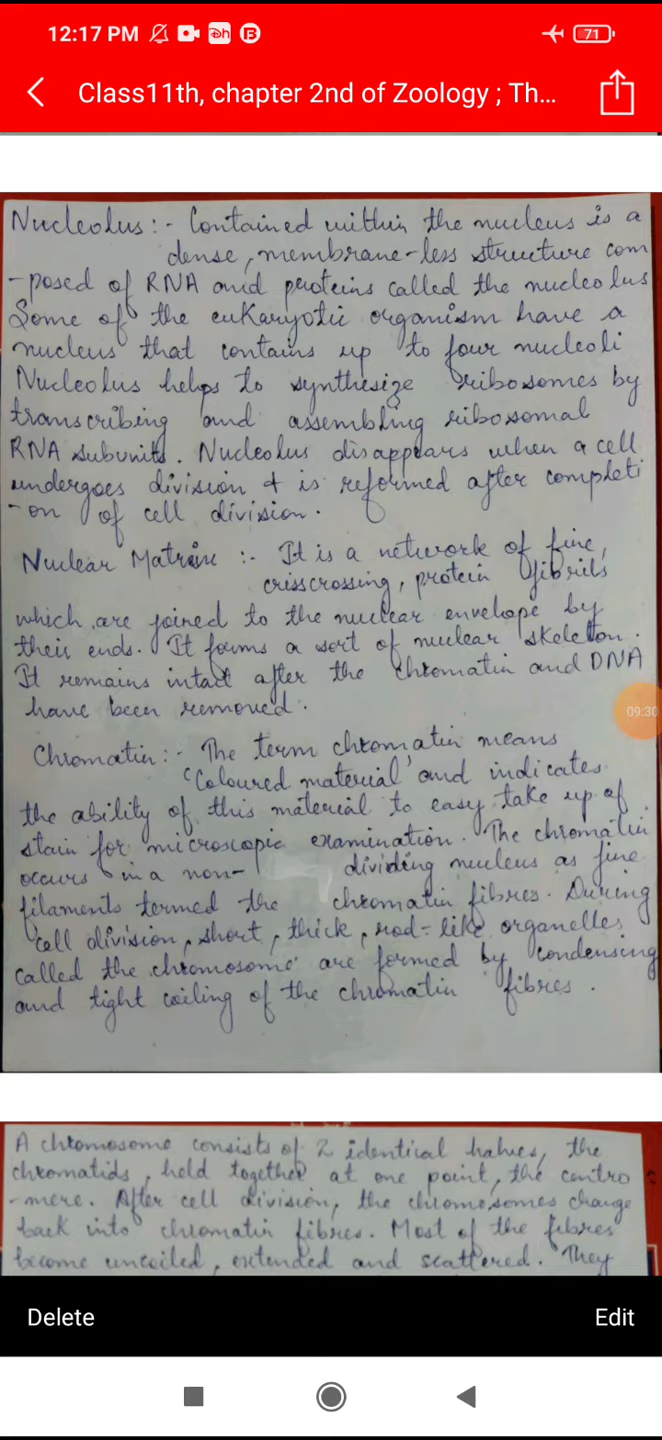 12:17 PM 71
Class11th, chapter 2nd of Zoology ; Th...
Nucleolus :- Contained within the nucleus is a
dense, membrane-less structure com
-posed of RNA and proteins called the nucleolus
Some of the eukaryotic organism have a
nucleus that contains up to four nucleoli
Nucleolus helps to synthesize ribosomes by
transcribing and assembling ribosomal
RNA subunits. Nucleolus disappears when a cell
undergoes division & is reformed after completi
-on of cell division.
Nuclear Matrix :- It is a network of fine,
crisscrossing, protein fibrils
which are joined to the nuclear envelope by
their ends. It forms a sort of nuclear skeleton.
It remains intact after the chromatin and DNA
have been removed.
09:30
Chromatin :- The term chromatin means
'Coloured material' and indicates
the ability of this material to easy take up of
stain for microscopic examination. The chromatin
occurs in a non- dividing nucleus as fine
filaments termed the chromatin fibres. During
cell division, short, thick, rod-like organelles
called the chromosome are formed by condensing
and tight coiling of the chromatin fibres.
A chromosome consists of 2 identical halves, the
chromatids, held together at one point, the centro
-mere. After cell division, the chromosomes change
back into chromatin fibres. Most of the fibres
become uncoiled, extended and scattered. They
Delete Edit